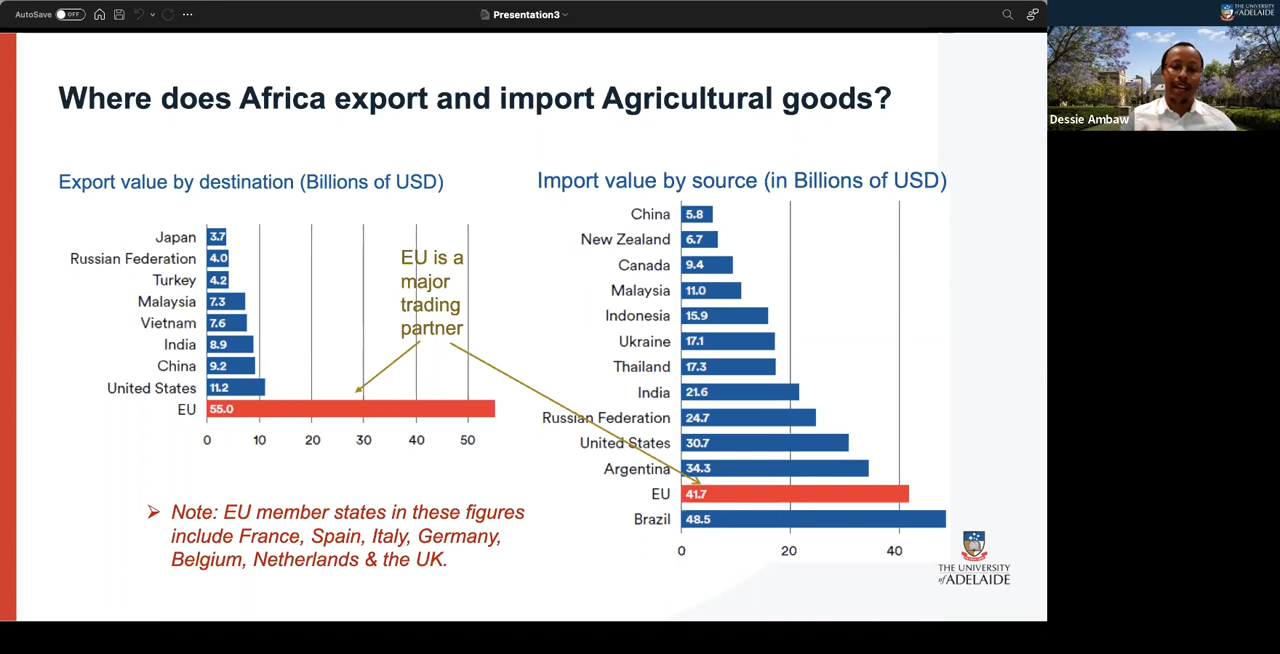 AutoSave OFF
Presentation3
THE UNIVERSITY
of ADELAIDE
Dessie Ambaw
Where does Africa export and import Agricultural goods?
Export value by destination (Billions of USD)
Japan 3.7
Russian Federation 4.0
Turkey 4.2
Malaysia 7.3
Vietnam 7.6
India 8.9
China 9.2
United States 11.2
EU 55.0
0 10 20 30 40 50
EU is a
major
trading
partner
Import value by source (in Billions of USD)
China 5.8
New Zealand 6.7
Canada 9.4
Malaysia 11.0
Indonesia 15.9
Ukraine 17.1
Thailand 17.3
India 21.6
Russian Federation 24.7
United States 30.7
Argentina 34.3
EU 41.7
Brazil 48.5
0 20 40
Note: EU member states in these figures
include France, Spain, Italy, Germany,
Belgium, Netherlands & the UK.
THE UNIVERSITY
of ADELAIDE